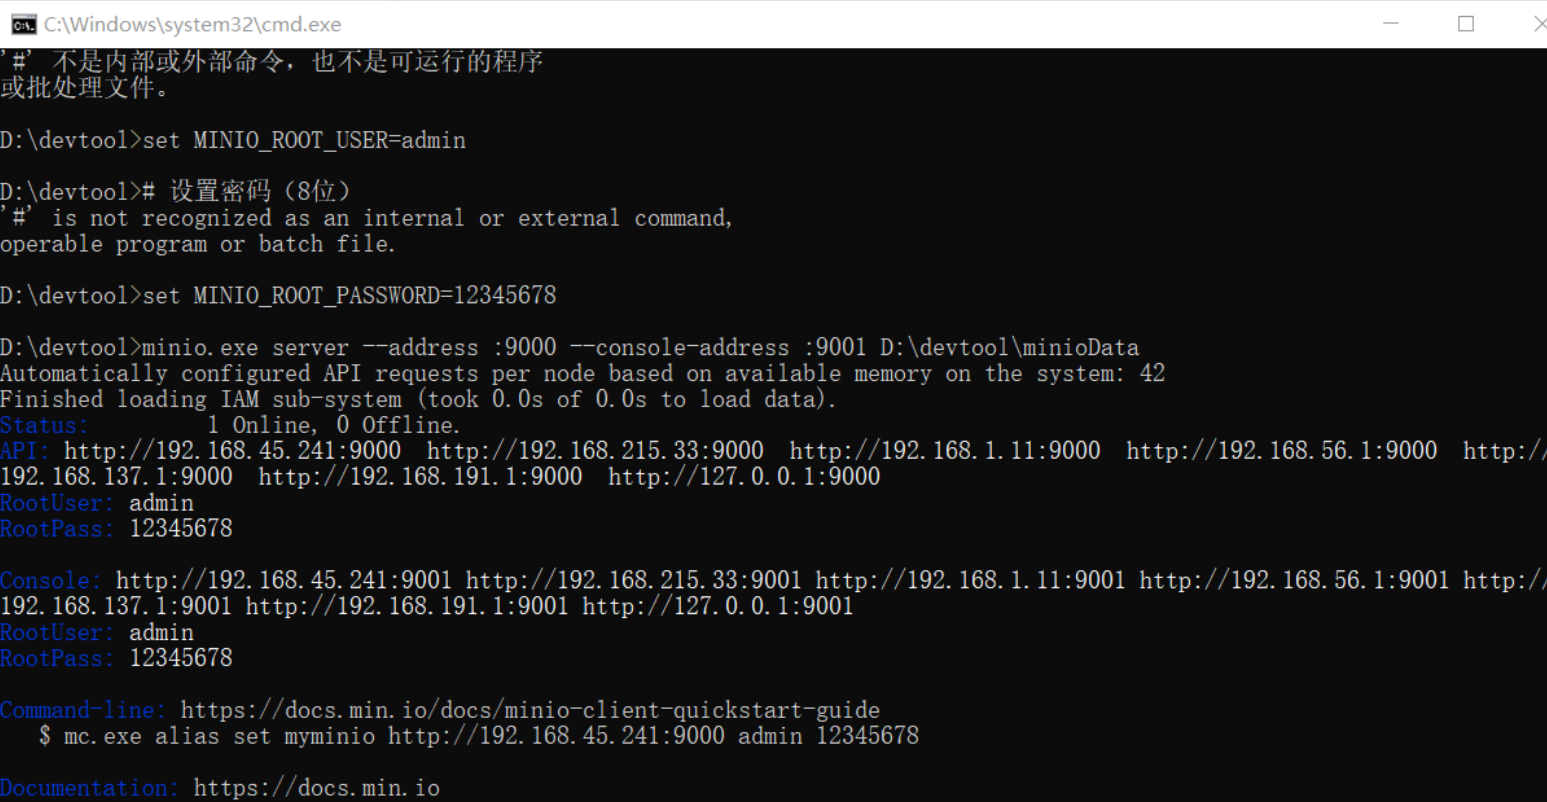 C:\Windows\system32\cmd.exe
'#' 不是内部或外部命令，也不是可运行的程序
或批处理文件。
D:\devtool>set MINIO_ROOT_USER=admin
D:\devtool># 设置密码（8位）
'#' is not recognized as an internal or external command,
operable program or batch file.
D:\devtool>set MINIO_ROOT_PASSWORD=12345678
D:\devtool>minio.exe server --address :9000 --console-address :9001 D:\devtool\minioData
Automatically configured API requests per node based on available memory on the system: 42
Finished loading IAM sub-system (took 0.0s of 0.0s to load data).
Status:         1 Online, 0 Offline.
API: http://192.168.45.241:9000  http://192.168.215.33:9000  http://192.168.1.11:9000  http://192.168.56.1:9000  http://
192.168.137.1:9000  http://192.168.191.1:9000  http://127.0.0.1:9000
RootUser: admin
RootPass: 12345678
Console: http://192.168.45.241:9001 http://192.168.215.33:9001 http://192.168.1.11:9001 http://192.168.56.1:9001 http://
192.168.137.1:9001 http://192.168.191.1:9001 http://127.0.0.1:9001
RootUser: admin
RootPass: 12345678
Command-line: https://docs.min.io/docs/minio-client-quickstart-guide
   $ mc.exe alias set myminio http://192.168.45.241:9000 admin 12345678
Documentation: https://docs.min.io